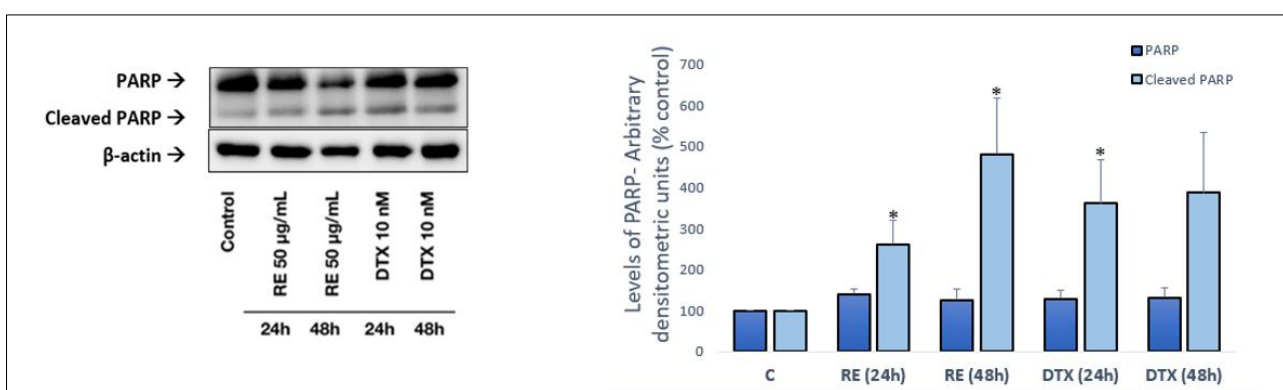 PARP →
Cleaved PARP →
β-actin →
Control
RE 50 µg/mL
RE 50 µg/mL
DTX 10 nM
DTX 10 nM
24h 48h 24h 48h
Levels of PARP- Arbitrary
densitometric units (% control)
700
600
500
400
300
200
100
0
PARP
Cleaved PARP
*
*
*
C RE (24h) RE (48h) DTX (24h) DTX (48h)